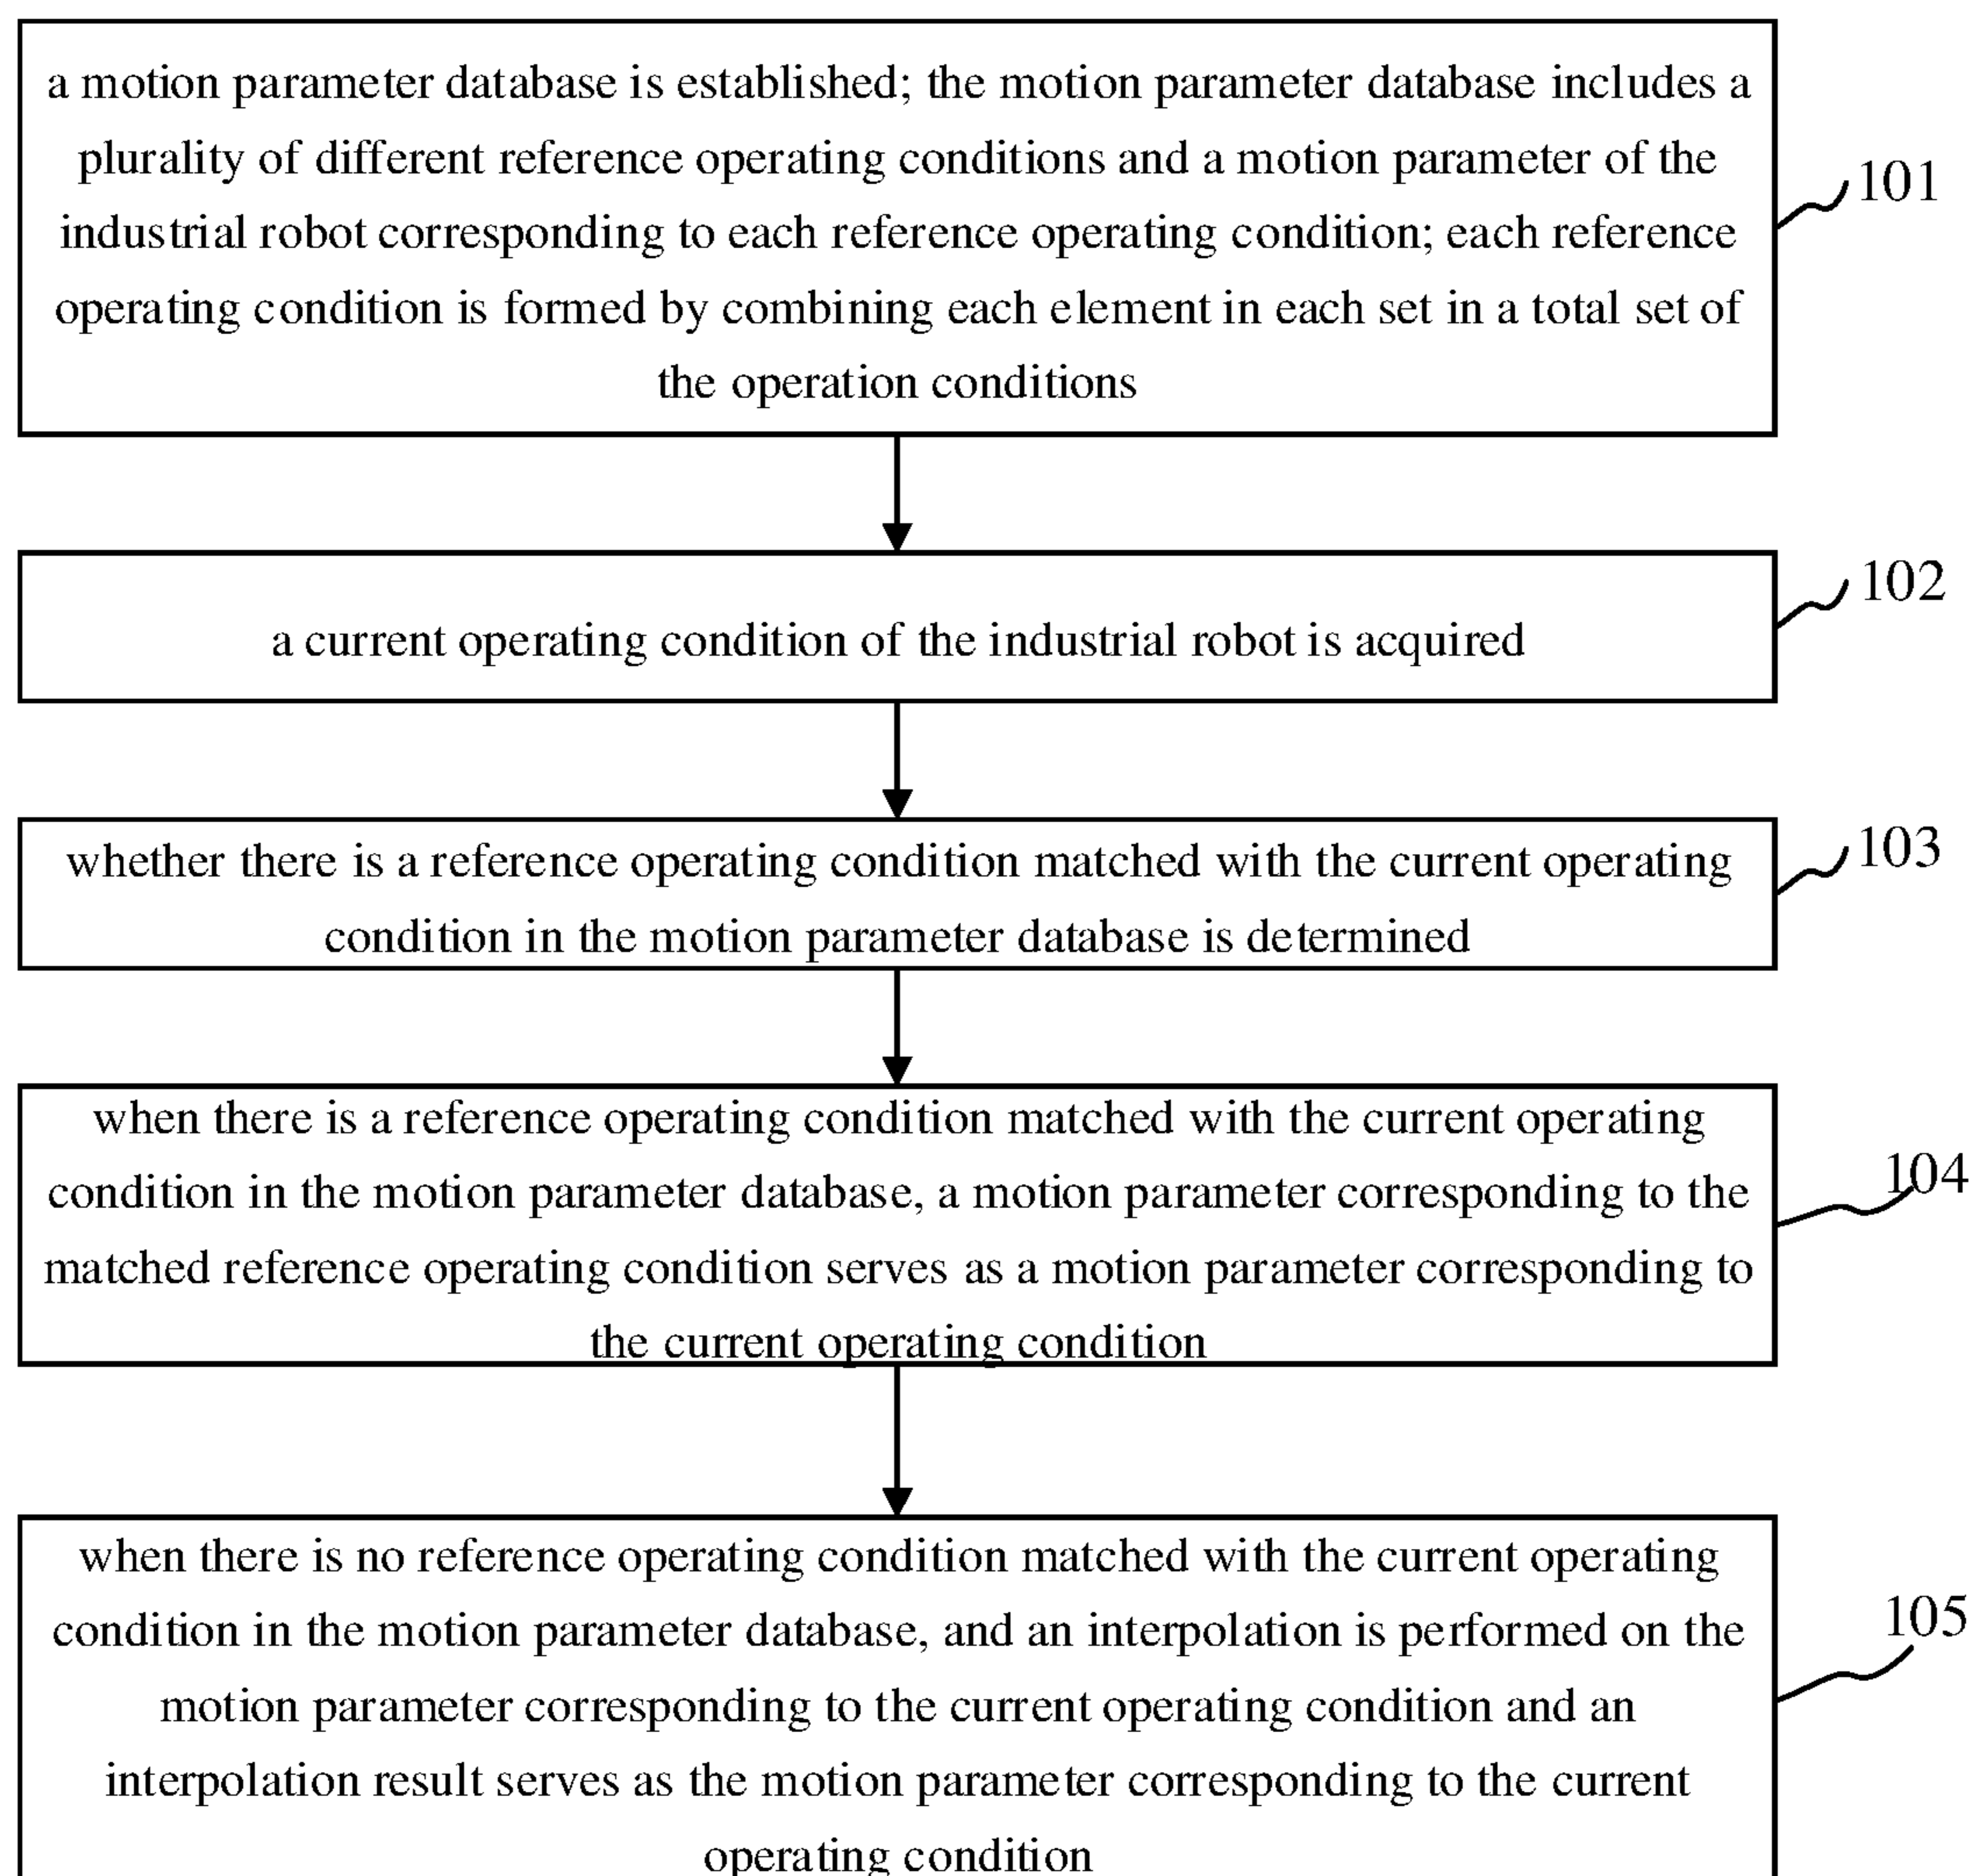 a motion parameter database is established; the motion parameter database includes a
plurality of different reference operating conditions and a motion parameter of the
industrial robot corresponding to each reference operating condition; each reference
operating condition is formed by combining each element in each set in a total set of
the operation conditions
101
a current operating condition of the industrial robot is acquired
102
whether there is a reference operating condition matched with the current operating
condition in the motion parameter database is determined
103
when there is a reference operating condition matched with the current operating
condition in the motion parameter database, a motion parameter corresponding to the
matched reference operating condition serves as a motion parameter corresponding to
the current operating condition
104
when there is no reference operating condition matched with the current operating
condition in the motion parameter database, and an interpolation is performed on the
motion parameter corresponding to the current operating condition and an
interpolation result serves as the motion parameter corresponding to the current
operating condition
105